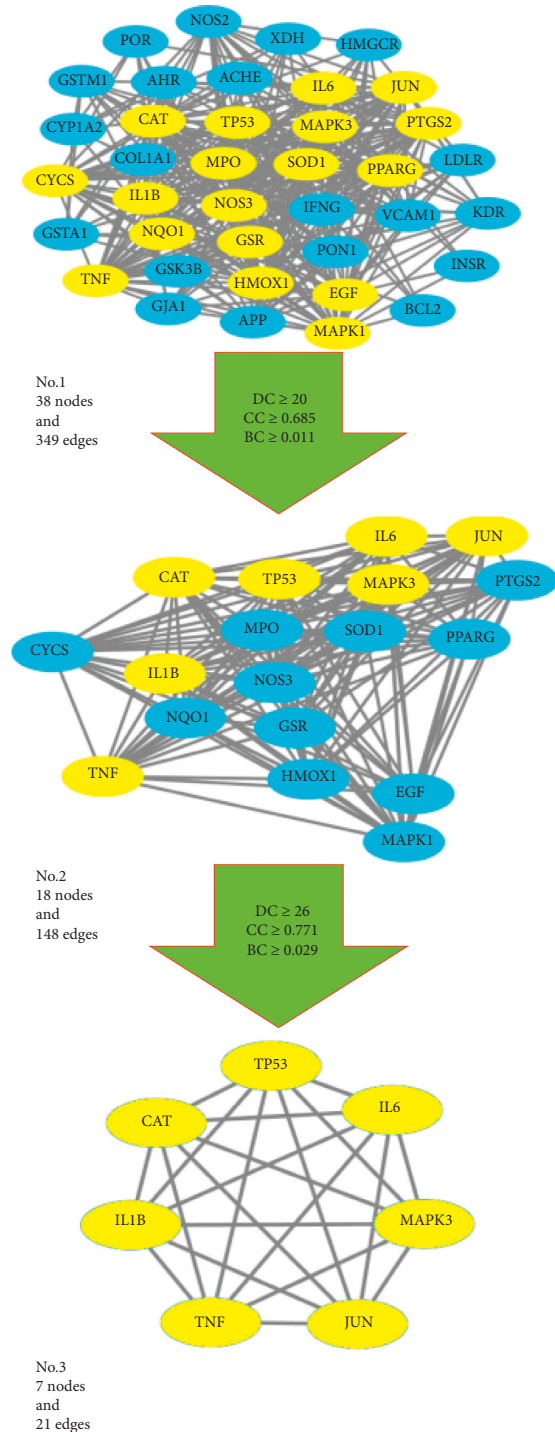 NOS2
XDH
POR
HMGCR
GSTM1
AHR
ACHE
IL6
JUN
CAT
TP53
MAPK3
PTGS2
CYP1A2
COL1A1
MPO
SOD1
PPARG
LDLR
CYCS
IL1B
NOS3
IFNG
VCAM1
KDR
GSTA1
NQO1
GSR
PON1
INSR
TNF
GSK3B
HMOX1
EGF
GJA1
APP
MAPK1
BCL2
No.1
38 nodes
and
349 edges
DC ≥ 20
CC ≥ 0.685
BC ≥ 0.011
IL6
JUN
CAT
TP53
MAPK3
PTGS2
MPO
SOD1
PPARG
CYCS
IL1B
NOS3
NQO1
GSR
TNF
HMOX1
EGF
MAPK1
No.2
18 nodes
and
148 edges
DC ≥ 26
CC ≥ 0.771
BC ≥ 0.029
TP53
IL6
CAT
IL1B
MAPK3
TNF
JUN
No.3
7 nodes
and
21 edges